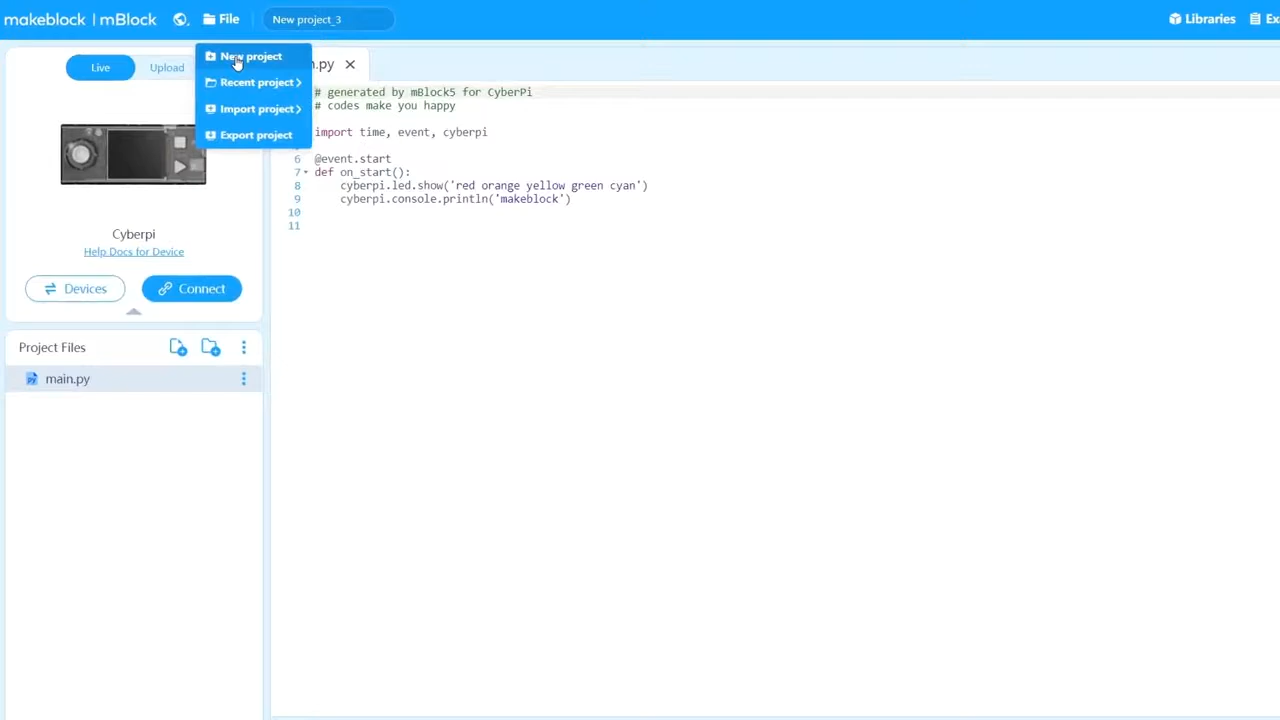 makeblock | mBlock
File
New project_3
Libraries
Live
Upload
New project
Recent project
Import project
Export project
.py
# generated by mBlock5 for CyberPi
# codes make you happy
import time, event, cyberpi
6 @event.start
7 def on_start():
8 cyberpi.led.show('red orange yellow green cyan')
9 cyberpi.console.println('makeblock')
10
11
Cyberpi
Help Docs for Device
Devices
Connect
Project Files
py main.py